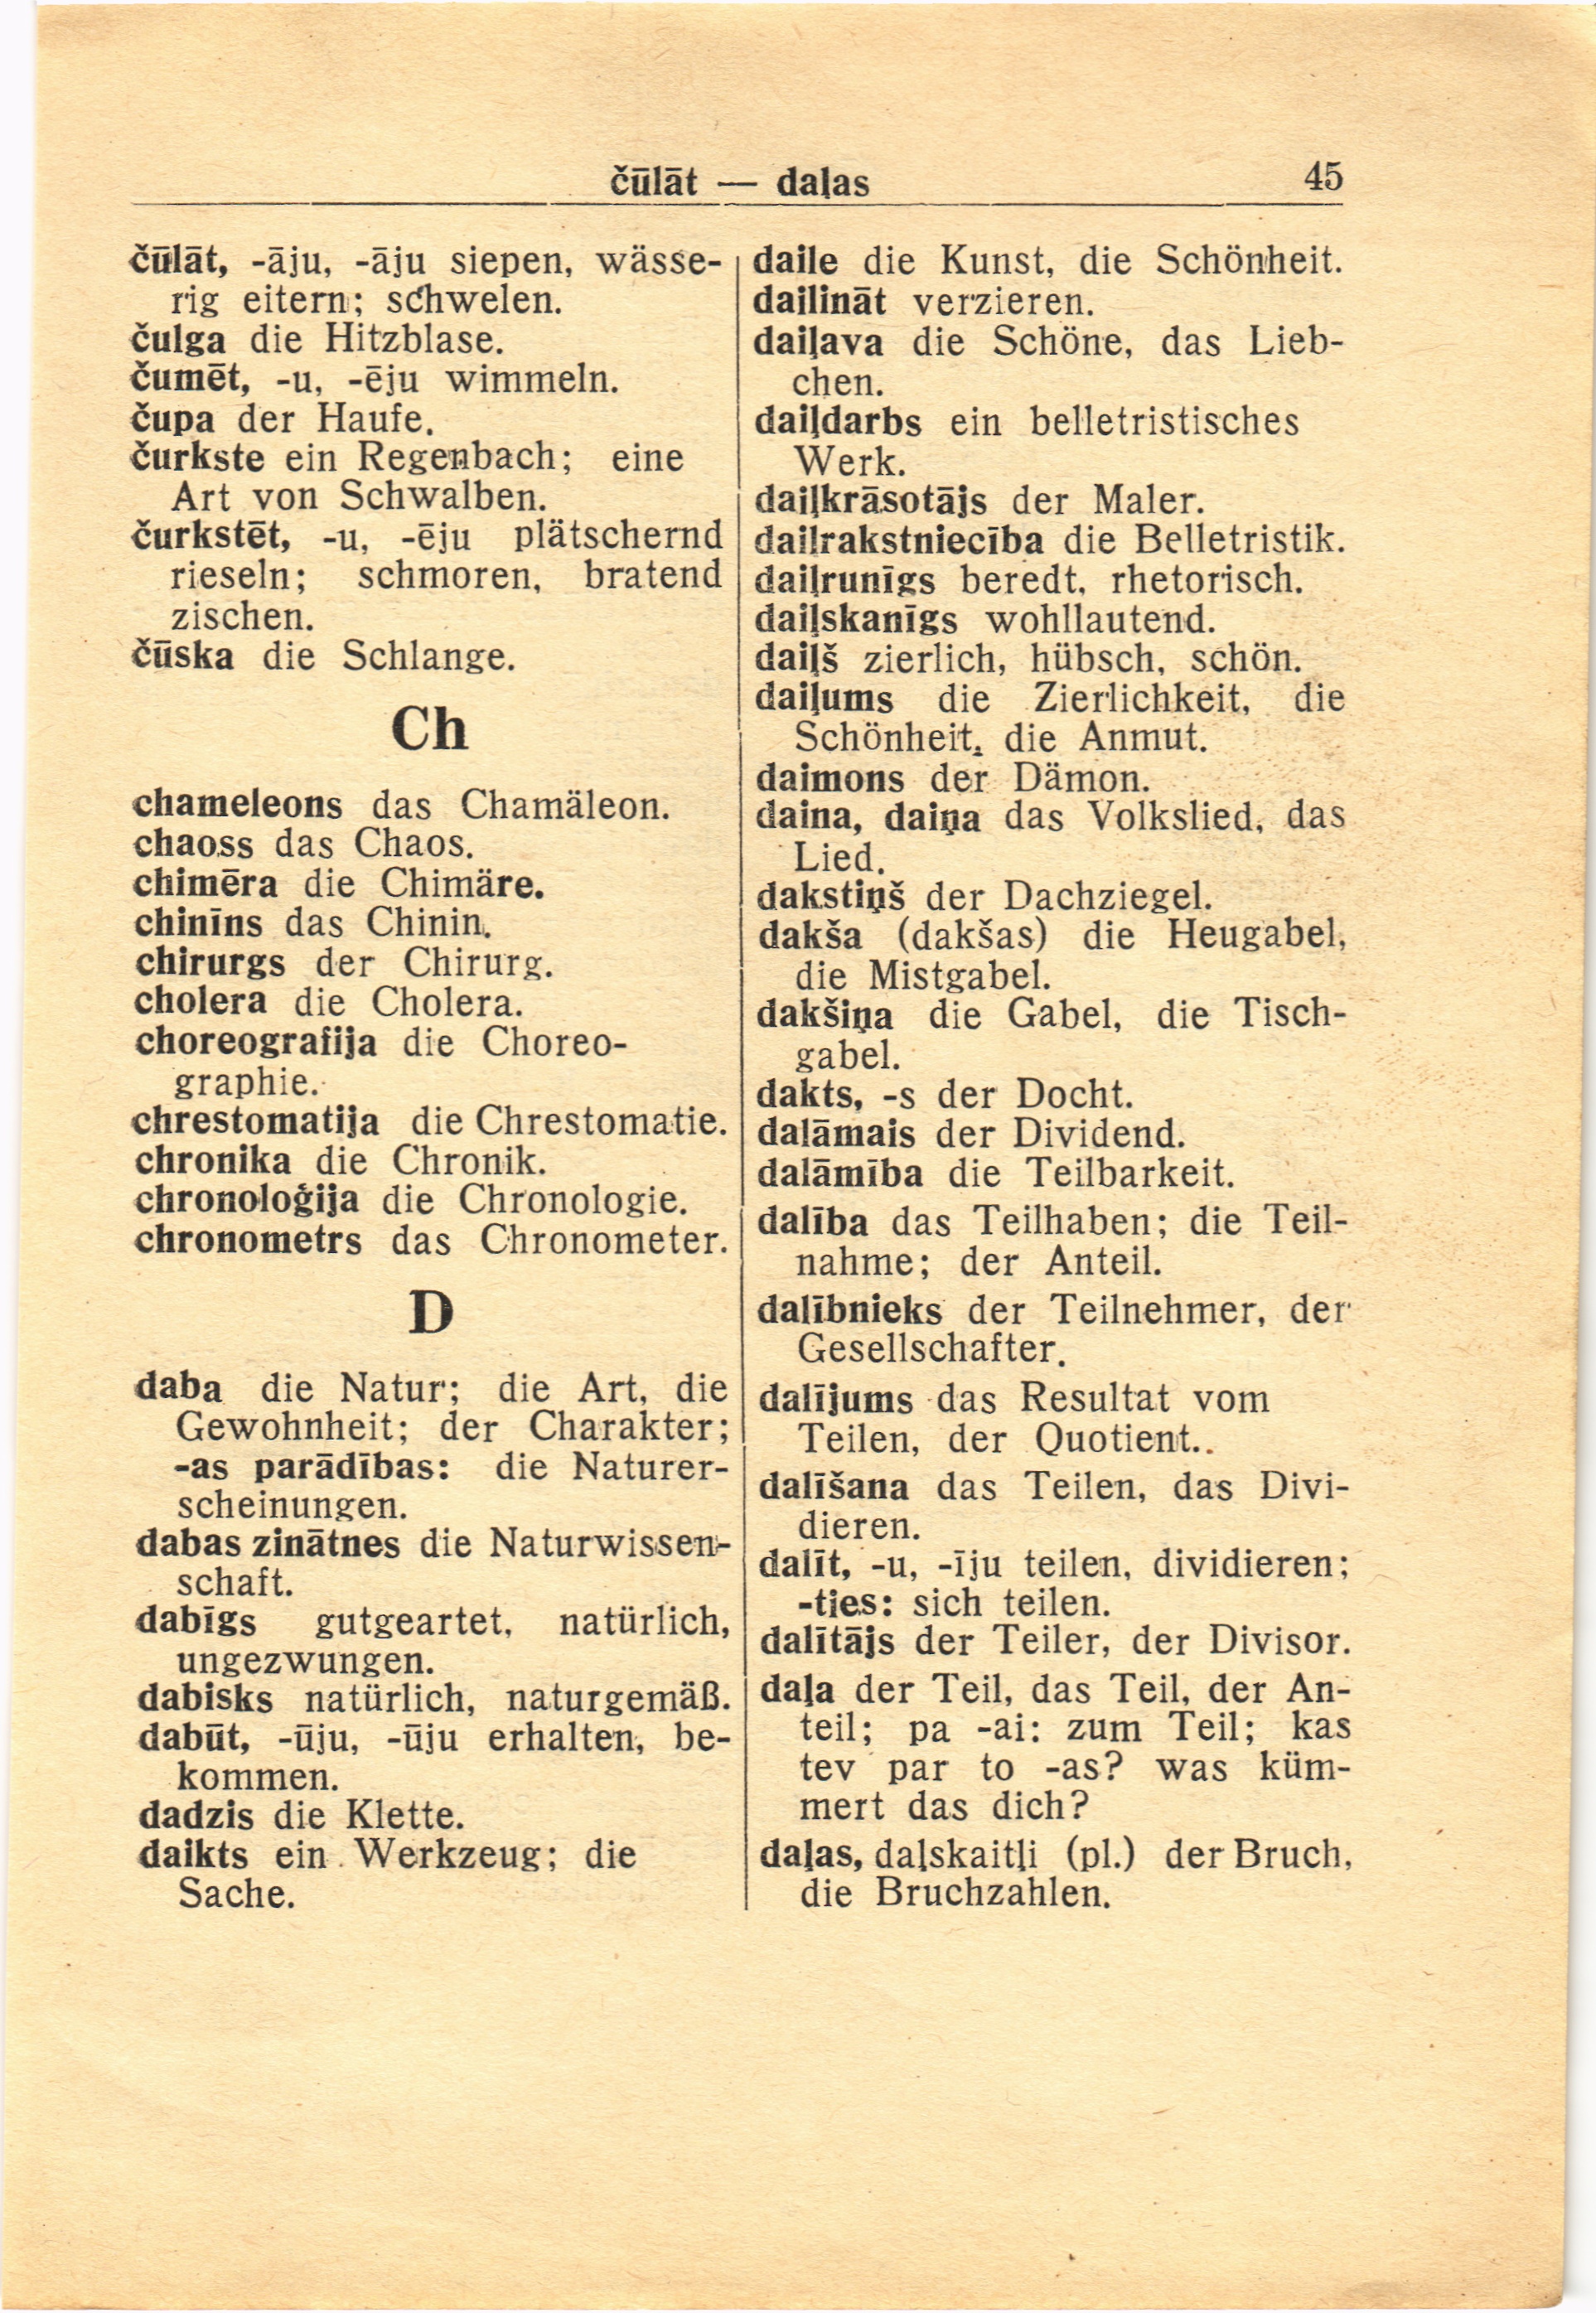 čūlāt — daļas
45
čūlāt, -āju, -āju siepen, wässe-
rig eitern; schwelen.
čulga die Hitzblase.
čumēt, -u, -ēju wimmeln.
čupa der Haufe.
čurkste ein Regenbach; eine
Art von Schwalben.
čurkstēt, -u, -ēju plätschernd
rieseln; schmoren, bratend
zischen.
čūska die Schlange.
Ch
chameleons das Chamäleon.
chaoss das Chaos.
chimēra die Chimäre.
chinīns das Chinin.
chirurgs der Chirurg.
cholera die Cholera.
choreografija die Choreo-
graphie.
chrestomatija die Chrestomatie.
chronika die Chronik.
chronoloģija die Chronologie.
chronometrs das Chronometer.
D
daba die Natur; die Art, die
Gewohnheit; der Charakter;
-as parādības: die Naturer-
scheinungen.
dabas zinātnes die Naturwissen-
schaft.
dabīgs gutgeartet, natürlich,
ungezwungen.
dabisks natürlich, naturgemäß.
dabūt, -ūju, -ūju erhalten, be-
kommen.
dadzis die Klette.
daikts ein Werkzeug; die
Sache.
daile die Kunst, die Schönheit.
dailināt verzieren.
daiļava die Schöne, das Lieb-
chen.
daiļdarbs ein belletristisches
Werk.
daiļkrāsotājs der Maler.
daiļrakstniecība die Belletristik.
daiļrunīgs beredt, rhetorisch.
daiļskanīgs wohllautend.
daiļš zierlich, hübsch, schön.
daiļums die Zierlichkeit, die
Schönheit, die Anmut.
daimons der Dämon.
daina, daiņa das Volkslied, das
Lied.
dakstiņš der Dachziegel.
dakša (dakšas) die Heugabel,
die Mistgabel.
dakšiņa die Gabel, die Tisch-
gabel.
dakts, -s der Docht.
dalāmais der Dividend.
dalāmība die Teilbarkeit.
dalība das Teilhaben; die Teil-
nahme; der Anteil.
dalībnieks der Teilnehmer, der
Gesellschafter.
dalījums das Resultat vom
Teilen, der Quotient..
dalīšana das Teilen, das Divi-
dieren.
dalīt, -u, -īju teilen, dividieren;
-ties: sich teilen.
dalītājs der Teiler, der Divisor.
daļa der Teil, das Teil, der An-
teil; pa -ai: zum Teil; kas
tev par to -as? was küm-
mert das dich?
daļas, daļskaitļi (pl.) der Bruch,
die Bruchzahlen.